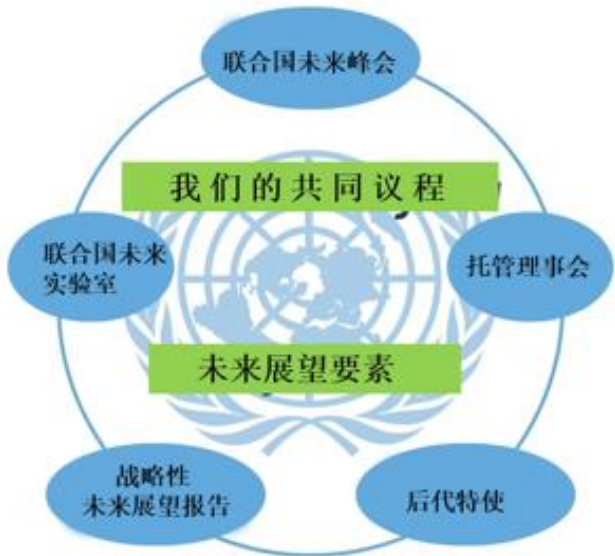 联合国未来峰会
我们的共同议程
联合国未来
实验室
托管理事会
未来展望要素
战略性
未来展望报告
后代特使